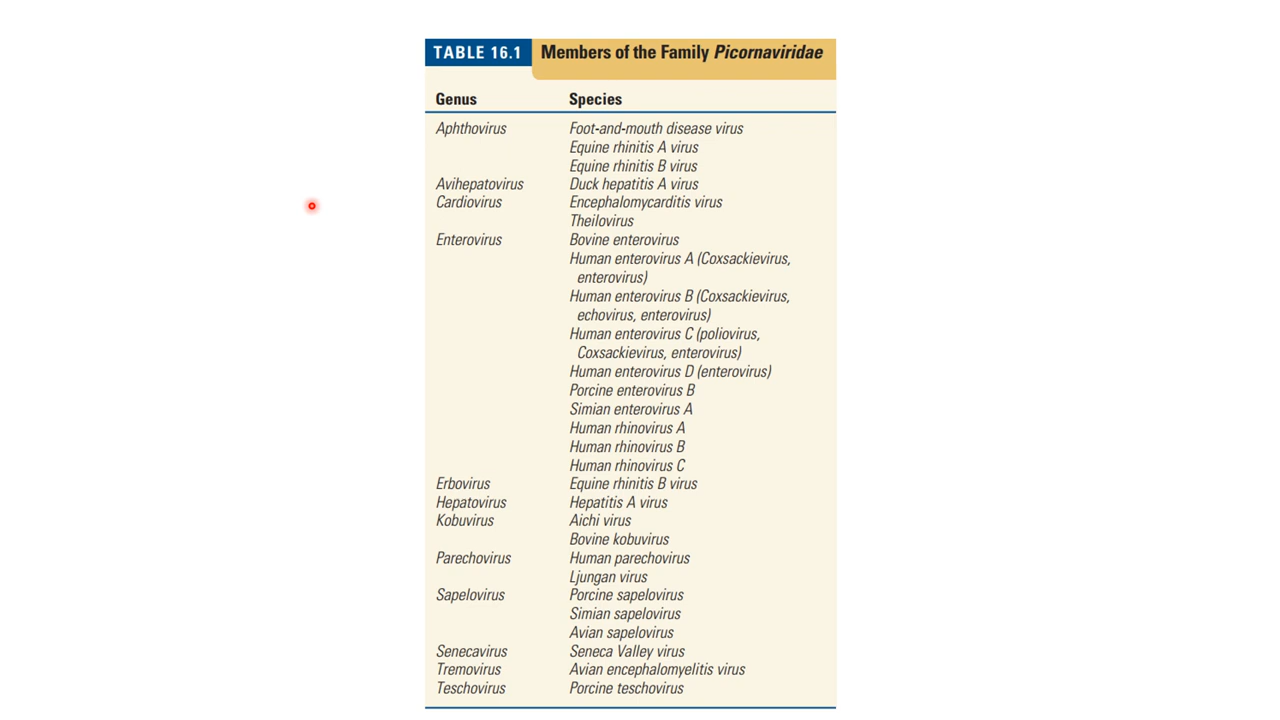 TABLE 16.1 Members of the Family Picornaviridae
Genus Species
Aphthovirus Foot-and-mouth disease virus
Equine rhinitis A virus
Equine rhinitis B virus
Avihepatovirus Duck hepatitis A virus
Cardiovirus Encephalomycarditis virus
Theilovirus
Enterovirus Bovine enterovirus
Human enterovirus A (Coxsackievirus,
enterovirus)
Human enterovirus B (Coxsackievirus,
echovirus, enterovirus)
Human enterovirus C (poliovirus,
Coxsackievirus, enterovirus)
Human enterovirus D (enterovirus)
Porcine enterovirus B
Simian enterovirus A
Human rhinovirus A
Human rhinovirus B
Human rhinovirus C
Erbovirus Equine rhinitis B virus
Hepatovirus Hepatitis A virus
Kobuvirus Aichi virus
Bovine kobuvirus
Parechovirus Human parechovirus
Ljungan virus
Sapelovirus Porcine sapelovirus
Simian sapelovirus
Avian sapelovirus
Senecavirus Seneca Valley virus
Tremovirus Avian encephalomyelitis virus
Teschovirus Porcine teschovirus